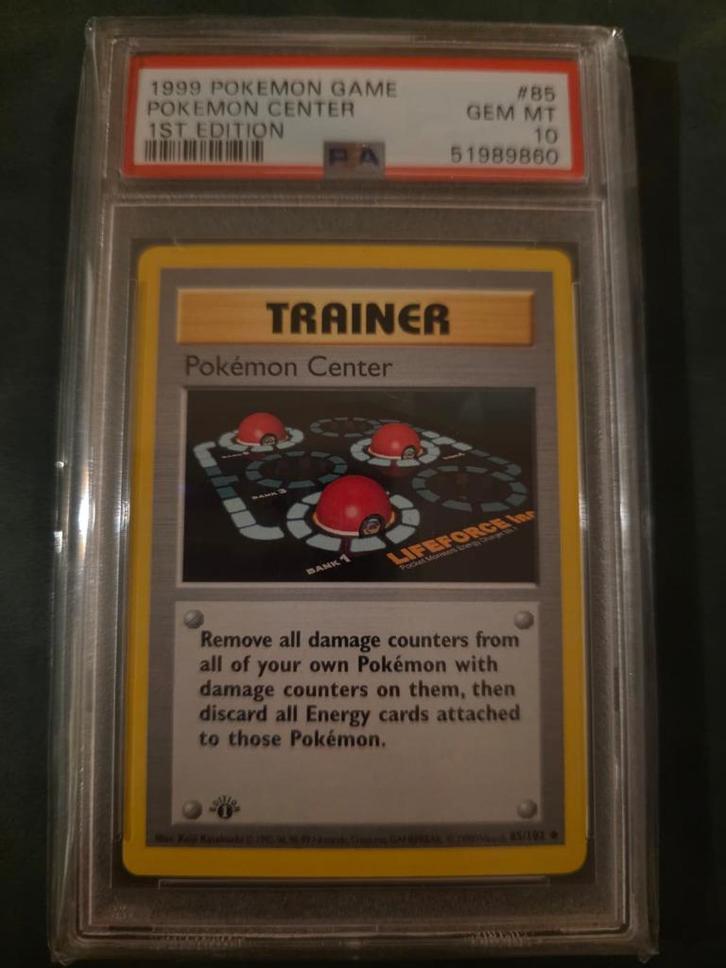 1999 POKEMON GAME #85
POKEMON CENTER GEM MT
1ST EDITION 10
PSA 51989860
TRAINER
Pokémon Center
BANK 3
BANK 1
LIFEFORCE Inc
Remove all damage counters from
all of your own Pokémon with
damage counters on them, then
discard all Energy cards attached
to those Pokémon.
EDITION
1
85/102